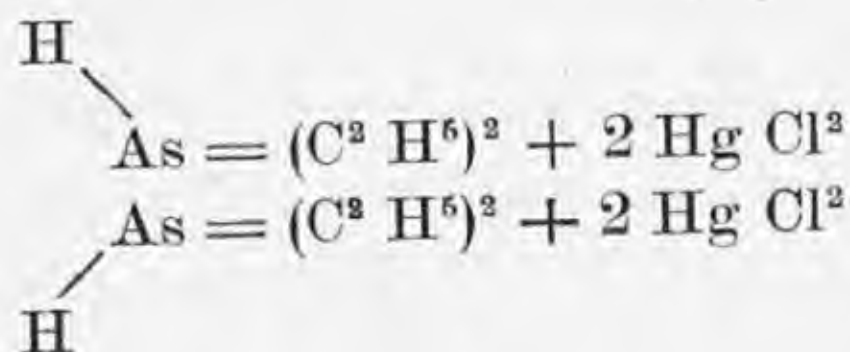 H
As = (C² H⁵)² + 2 Hg Cl²
As = (C² H⁵)² + 2 Hg Cl²
H